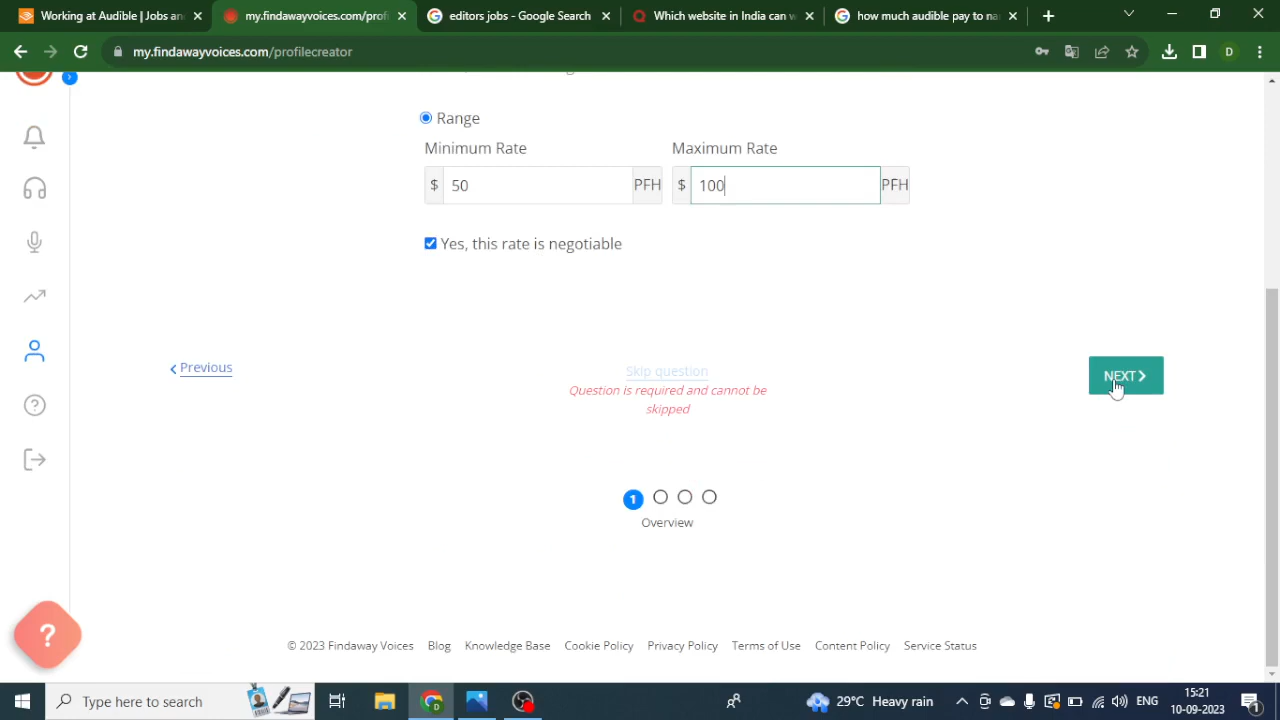 Working at Audible | Jobs and
my.findawayvoices.com/profi
editors jobs - Google Search
Which website in India can w
how much audible pay to na
my.findawayvoices.com/profilecreator
D
Range
Minimum Rate
Maximum Rate
$ 50 PFH
$ 100 PFH
Yes, this rate is negotiable
Previous
Skip question
Question is required and cannot be
skipped
NEXT
1
Overview
?
© 2023 Findaway Voices Blog Knowledge Base Cookie Policy Privacy Policy Terms of Use Content Policy Service Status
Type here to search
29°C Heavy rain
ENG
15:21
10-09-2023
1